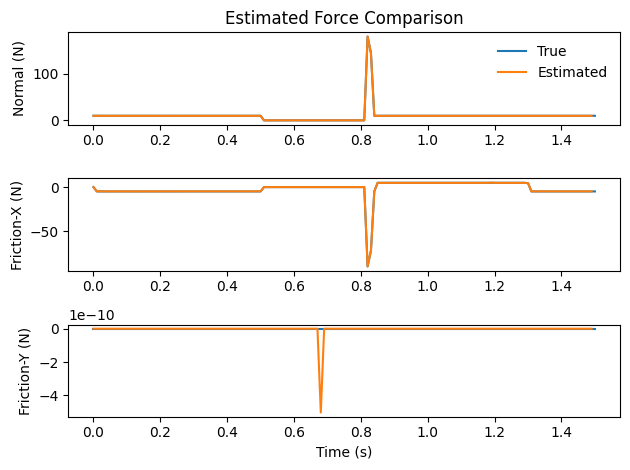 Estimated Force Comparison
Normal (N)
100
0
True
Estimated
0.0 0.2 0.4 0.6 0.8 1.0 1.2 1.4
Friction-X (N)
0
−50
0.0 0.2 0.4 0.6 0.8 1.0 1.2 1.4
1e−10
Friction-Y (N)
0
−2
−4
0.0 0.2 0.4 0.6 0.8 1.0 1.2 1.4
Time (s)